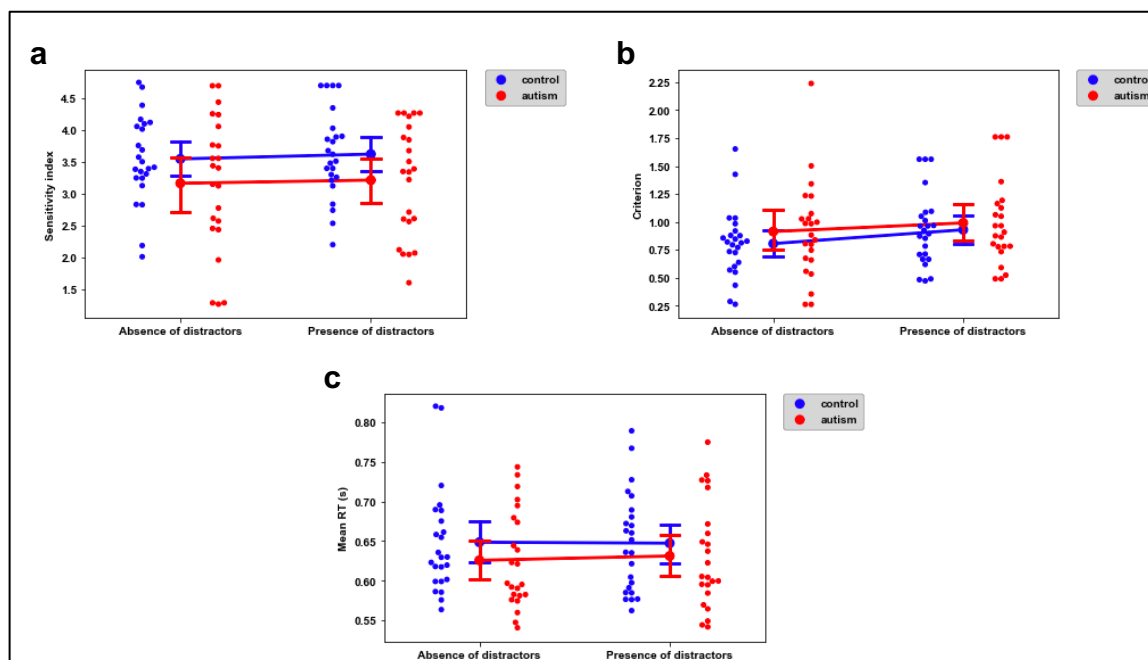 a
4.5
4.0
3.5
3.0
2.5
2.0
1.5
Sensitivity index
Absence of distractors
Presence of distractors
control
autism
b
2.25
2.00
1.75
1.50
1.25
1.00
0.75
0.50
0.25
Criterion
Absence of distractors
Presence of distractors
control
autism
c
0.80
0.75
0.70
0.65
0.60
0.55
Mean RT (s)
Absence of distractors
Presence of distractors
control
autism